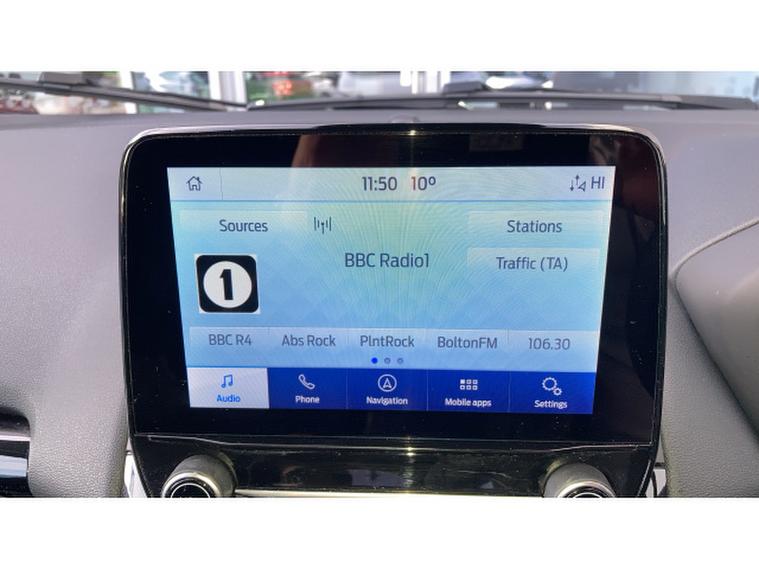 11:50 10º HI
Sources Stations
BBC Radio1
Traffic (TA)
1
BBC R4 Abs Rock PlntRock BoltonFM 106.30
Audio Phone Navigation Mobile apps Settings